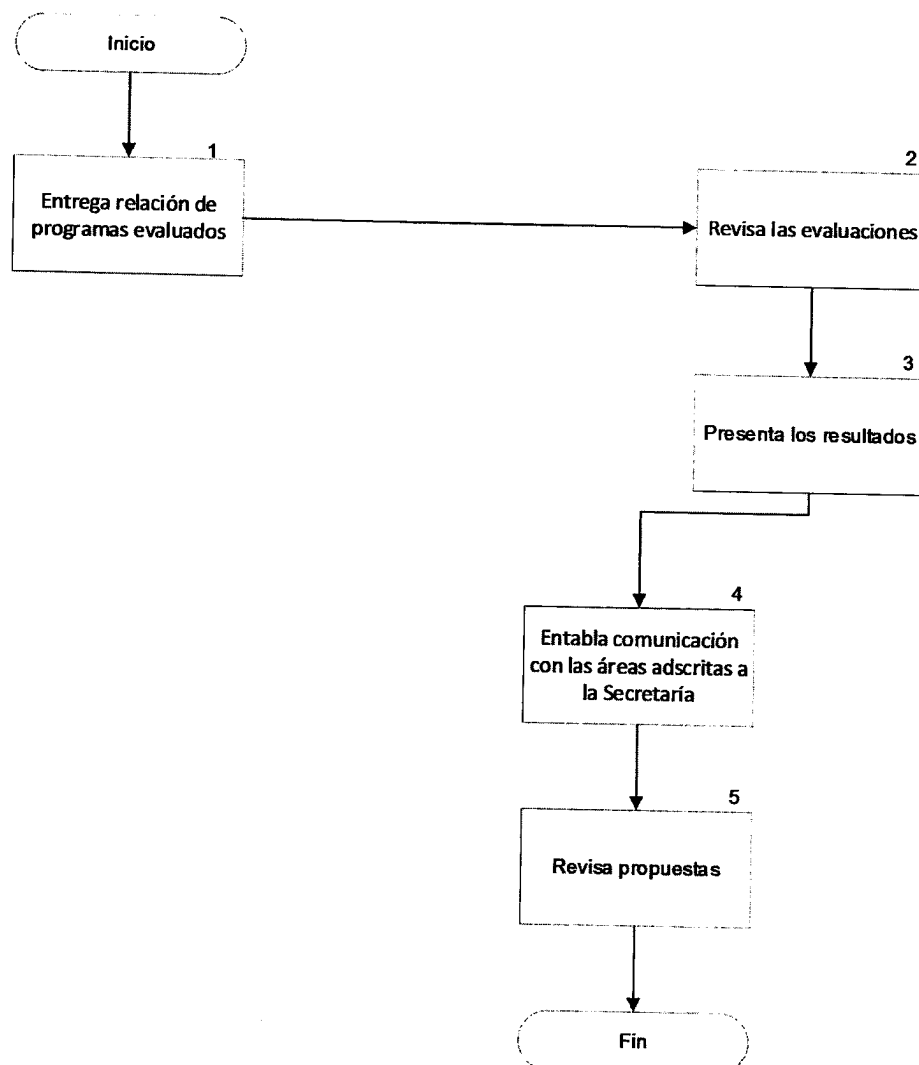 Inicio
1
Entrega relación de
programas evaluados
2
Revisa las evaluaciones
3
Presenta los resultados
4
Entabla comunicación
con las áreas adscritas a
la Secretaría
5
Revisa propuestas
Fin